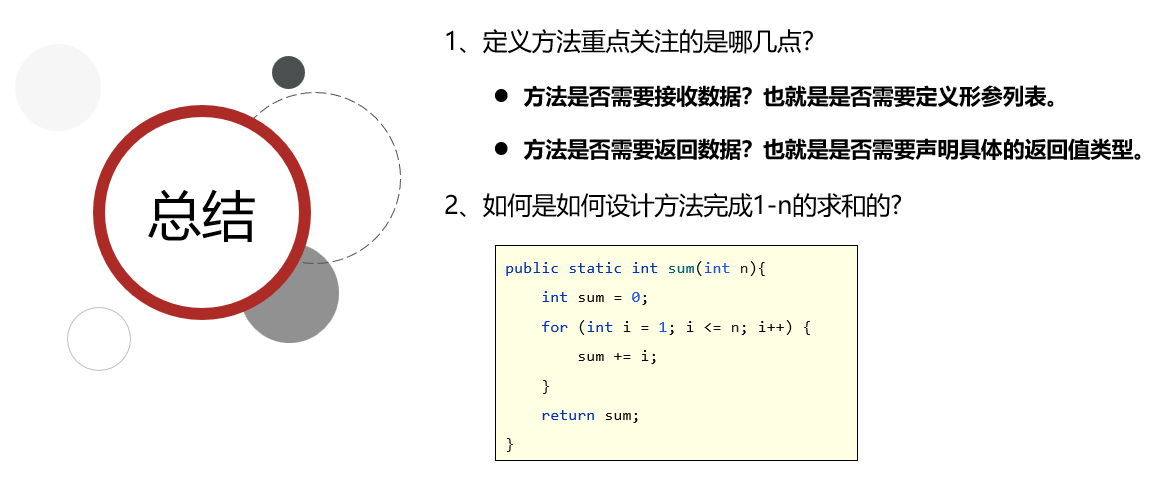 总结
1、定义方法重点关注的是哪几点?
● 方法是否需要接收数据？也就是是否需要定义形参列表。
● 方法是否需要返回数据？也就是是否需要声明具体的返回值类型。
2、如何是如何设计方法完成1-n的求和的?
public static int sum(int n){
    int sum = 0;
    for (int i = 1; i <= n; i++) {
        sum += i;
    }
    return sum;
}